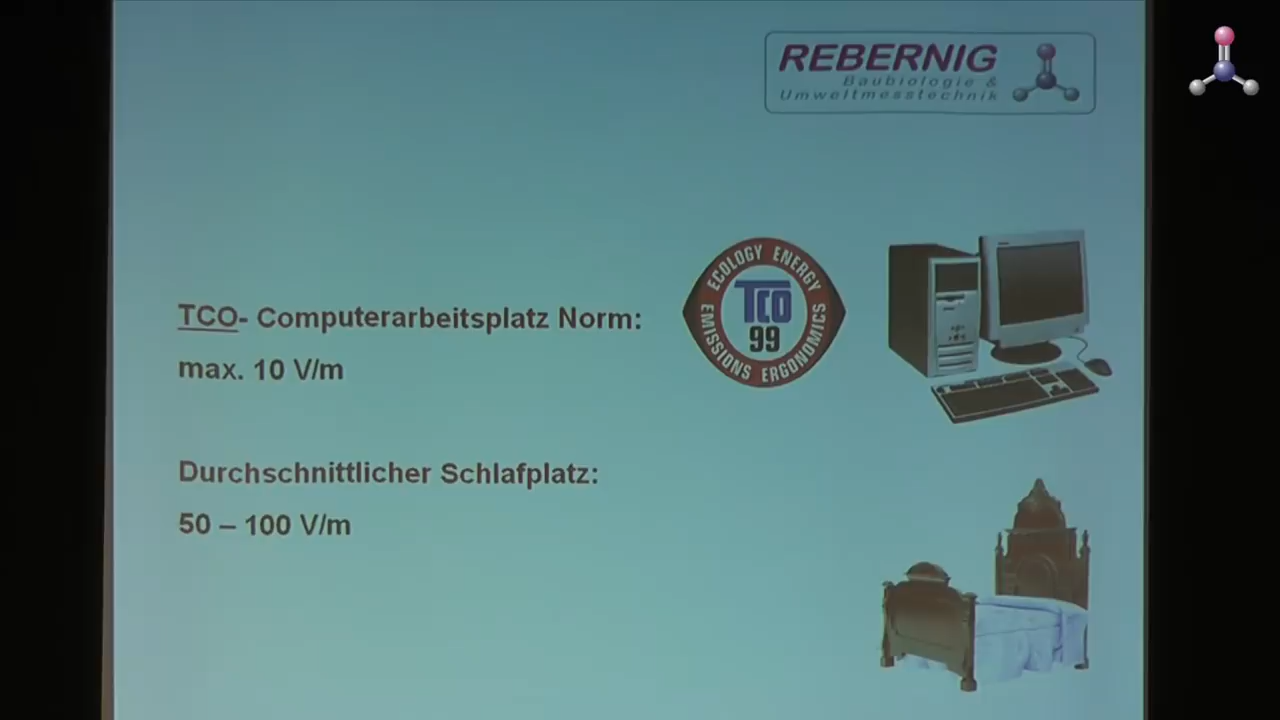 REBERNIG
Baubiologie &
Umweltmesstechnik
ECOLOGY ENERGY
TCO
99
EMISSIONS ERGONOMICS
TCO- Computerarbeitsplatz Norm:
max. 10 V/m
Durchschnittlicher Schlafplatz:
50 – 100 V/m